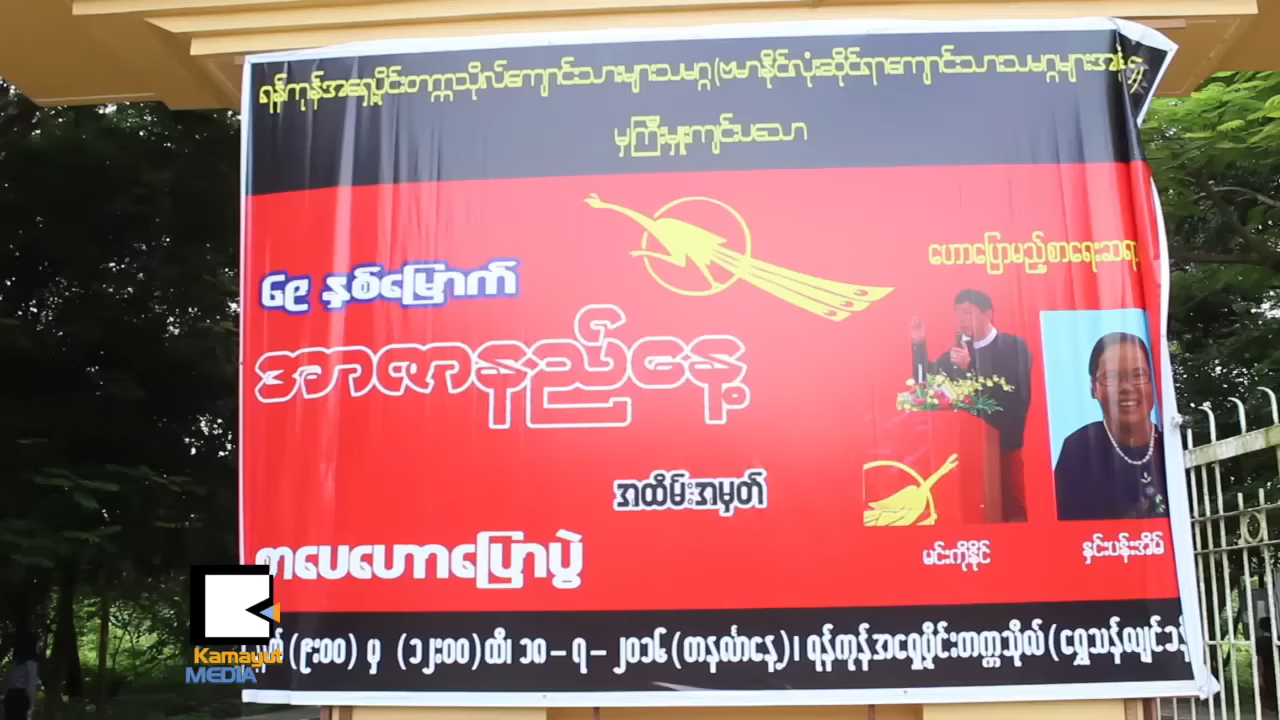 ရန်ကုန်အရှေ့ပိုင်းတက္ကသိုလ်ကျောင်းသားများသမဂ္ဂ(ဗမာနိုင်လုံးဆိုင်ရာကျောင်းသားသမဂ္ဂများအဖွဲ့ချုပ်)
မှကြီးမှူးကျင်းပသော
ဟောပြောမည့်စာရေးဆရာ
၆၉ နှစ်မြောက်
အာဇာနည်နေ့
အထိမ်းအမှတ်
မင်းကိုနိုင် နှင်းပန်းအိမ်
စာပေဟောပြောပွဲ
(၉း၀၀) မှ (၁၂း၀၀)ထိ၊ ၁၈ – ၇ – ၂၀၁၆ (တနင်္လာနေ့)၊ ရန်ကုန်အရှေ့ပိုင်းတက္ကသိုလ် (ရွှေသန်လျင်
Kamayut
MEDIA